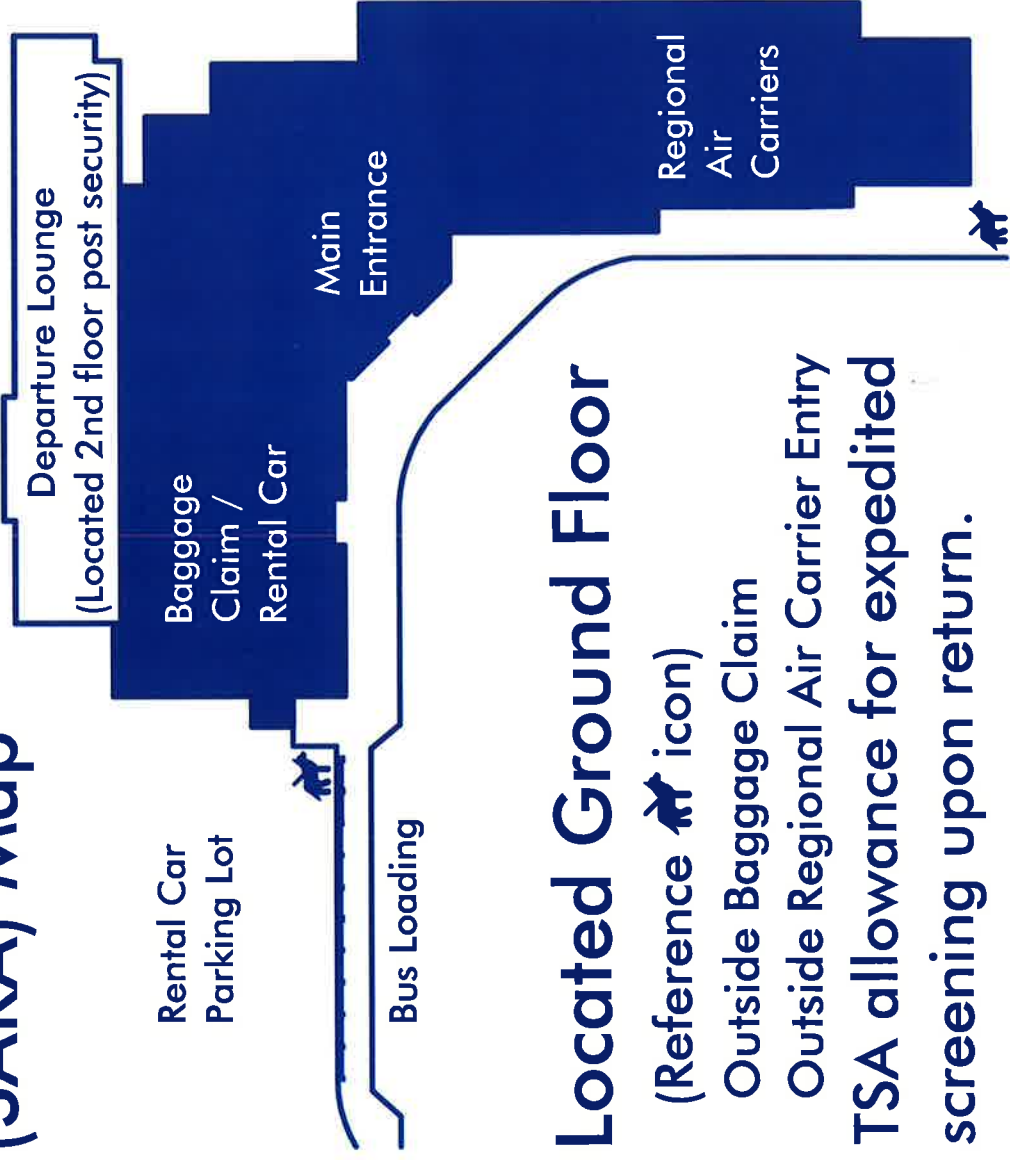 (SARA) Map
Departure Lounge
(Located 2nd floor post security)
Baggage
Claim /
Rental Car
Main
Entrance
Regional
Air
Carriers
Rental Car
Parking Lot
Bus Loading
Located Ground Floor
(Reference icon)
Outside Baggage Claim
Outside Regional Air Carrier Entry
TSA allowance for expedited
screening upon return.